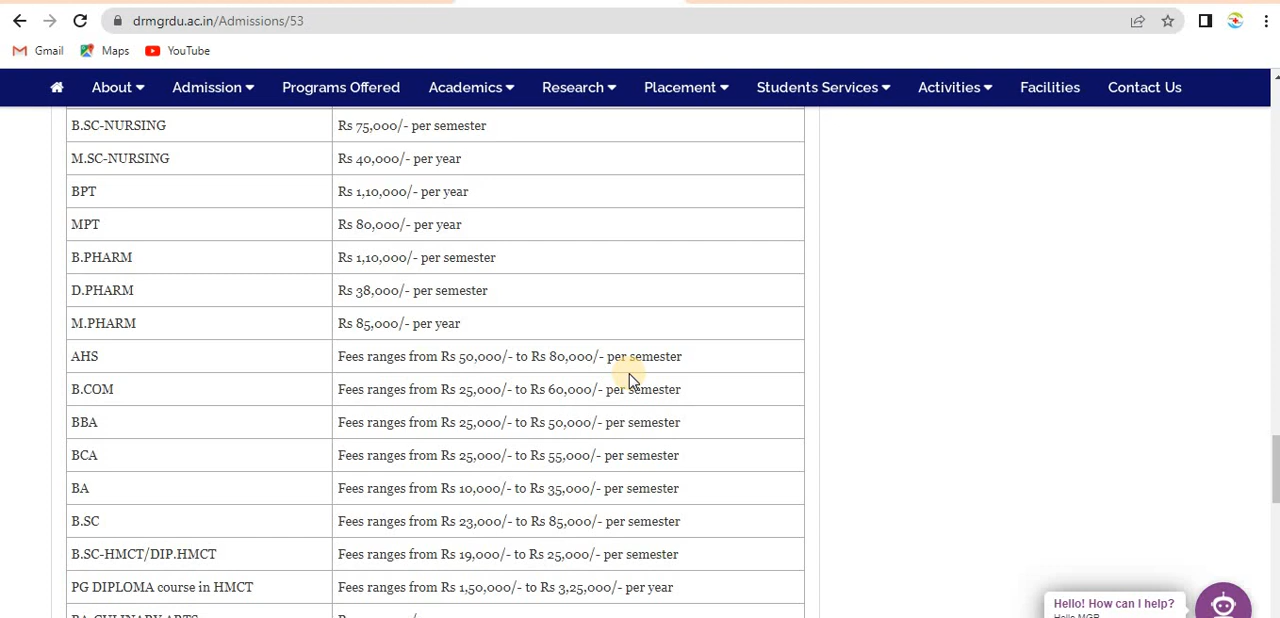 drmgrdu.ac.in/Admissions/53
Gmail Maps YouTube
About Admission Programs Offered Academics Research Placement Students Services Activities Facilities Contact Us
B.SC-NURSING Rs 75,000/- per semester
M.SC-NURSING Rs 40,000/- per year
BPT Rs 1,10,000/- per year
MPT Rs 80,000/- per year
B.PHARM Rs 1,10,000/- per semester
D.PHARM Rs 38,000/- per semester
M.PHARM Rs 85,000/- per year
AHS Fees ranges from Rs 50,000/- to Rs 80,000/- per semester
B.COM Fees ranges from Rs 25,000/- to Rs 60,000/- per semester
BBA Fees ranges from Rs 25,000/- to Rs 50,000/- per semester
BCA Fees ranges from Rs 25,000/- to Rs 55,000/- per semester
BA Fees ranges from Rs 10,000/- to Rs 35,000/- per semester
B.SC Fees ranges from Rs 23,000/- to Rs 85,000/- per semester
B.SC-HMCT/DIP.HMCT Fees ranges from Rs 19,000/- to Rs 25,000/- per semester
PG DIPLOMA course in HMCT Fees ranges from Rs 1,50,000/- to Rs 3,25,000/- per year
Hello! How can I help?
Hello MGR
BA CULINARY ARTS